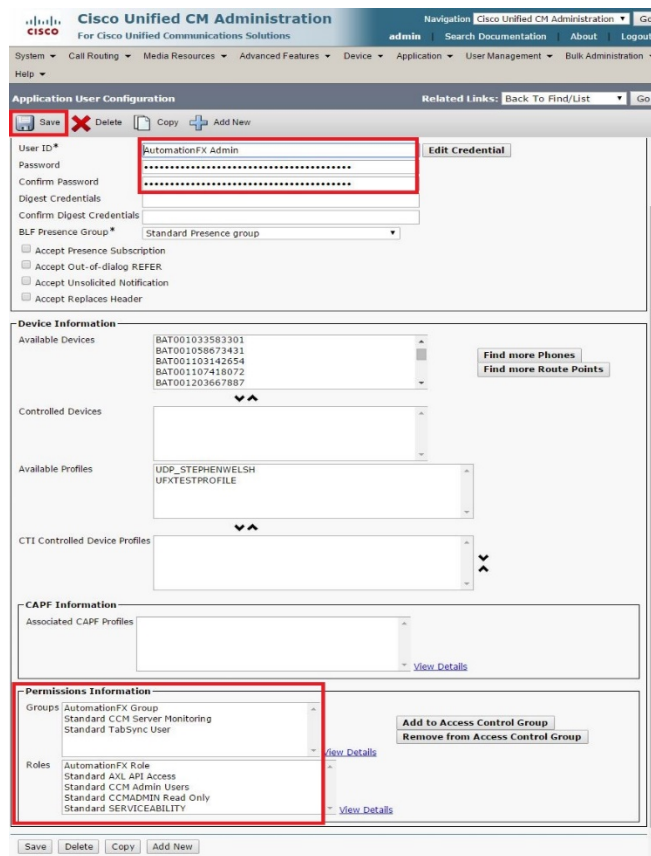 Cisco Unified CM Administration
For Cisco Unified Communications Solutions
CISCO
Navigation Cisco Unified CM Administration Go
admin Search Documentation About Logout
System Call Routing Media Resources Advanced Features Device Application User Management Bulk Administration
Help
Application User Configuration
Related Links: Back To Find/List Go
Save Delete Copy Add New
User ID* AutomationFX Admin Edit Credential
Password ••••••••••••••••••••••••••••••••••••••••
Confirm Password ••••••••••••••••••••••••••••••••••••••••
Digest Credentials
Confirm Digest Credentials
BLF Presence Group* Standard Presence group
Accept Presence Subscription
Accept Out-of-dialog REFER
Accept Unsolicited Notification
Accept Replaces Header
Device Information
Available Devices
BAT001033583301
BAT001058673431
BAT001103142654
BAT001107418072
BAT001203667887
Find more Phones
Find more Route Points
Controlled Devices
Available Profiles
UDP_STEPHENWELSH
UFXTESTPROFILE
CTI Controlled Device Profiles
CAPF Information
Associated CAPF Profiles
View Details
Permissions Information
Groups
AutomationFX Group
Standard CCM Server Monitoring
Standard TabSync User
View Details
Add to Access Control Group
Remove from Access Control Group
Roles
AutomationFX Role
Standard AXL API Access
Standard CCM Admin Users
Standard CCMADMIN Read Only
Standard SERVICEABILITY
View Details
Save Delete Copy Add New